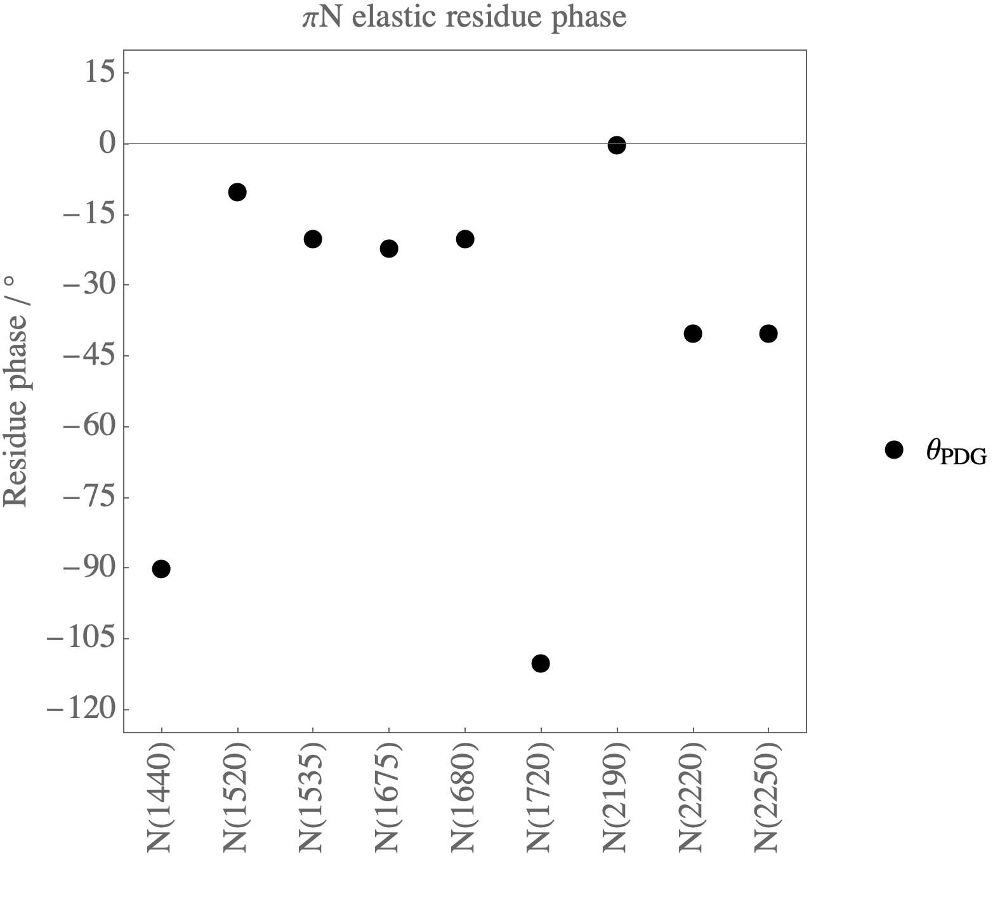 πN elastic residue phase
Residue phase / °
15
0
−15
−30
−45
−60
−75
−90
−105
−120
N(1440)
N(1520)
N(1535)
N(1675)
N(1680)
N(1720)
N(2190)
N(2220)
N(2250)
θPDG